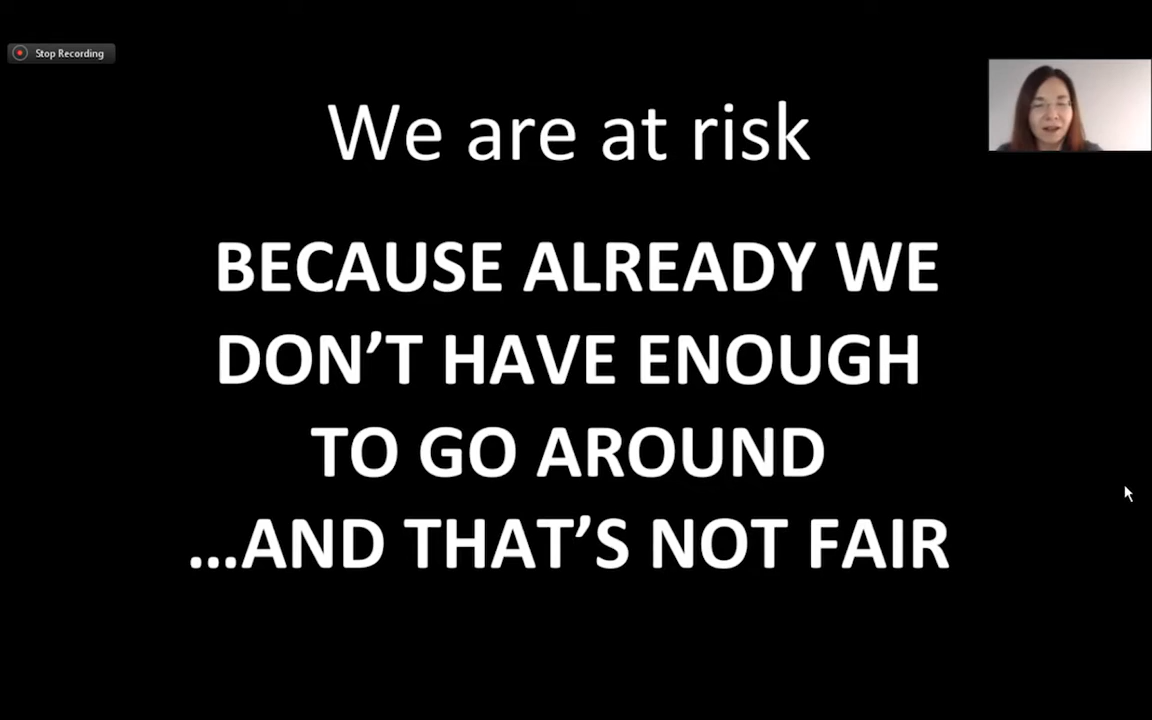 Stop Recording
We are at risk
BECAUSE ALREADY WE
DON’T HAVE ENOUGH
TO GO AROUND
…AND THAT’S NOT FAIR